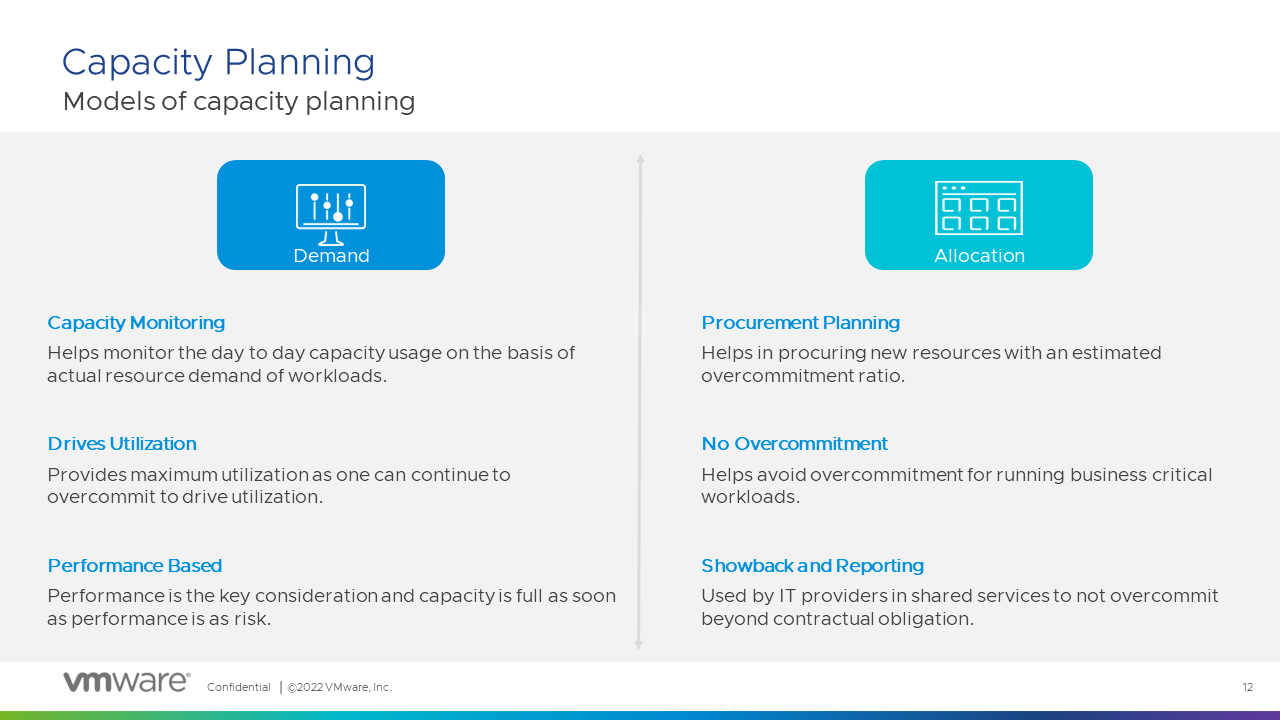 Capacity Planning
Models of capacity planning
Demand
Capacity Monitoring
Helps monitor the day to day capacity usage on the basis of
actual resource demand of workloads.
Drives Utilization
Provides maximum utilization as one can continue to
overcommit to drive utilization.
Performance Based
Performance is the key consideration and capacity is full as soon
as performance is as risk.
Allocation
Procurement Planning
Helps in procuring new resources with an estimated
overcommitment ratio.
No Overcommitment
Helps avoid overcommitment for running business critical
workloads.
Showback and Reporting
Used by IT providers in shared services to not overcommit
beyond contractual obligation.
vmware® Confidential | ©2022 VMware, Inc. 12